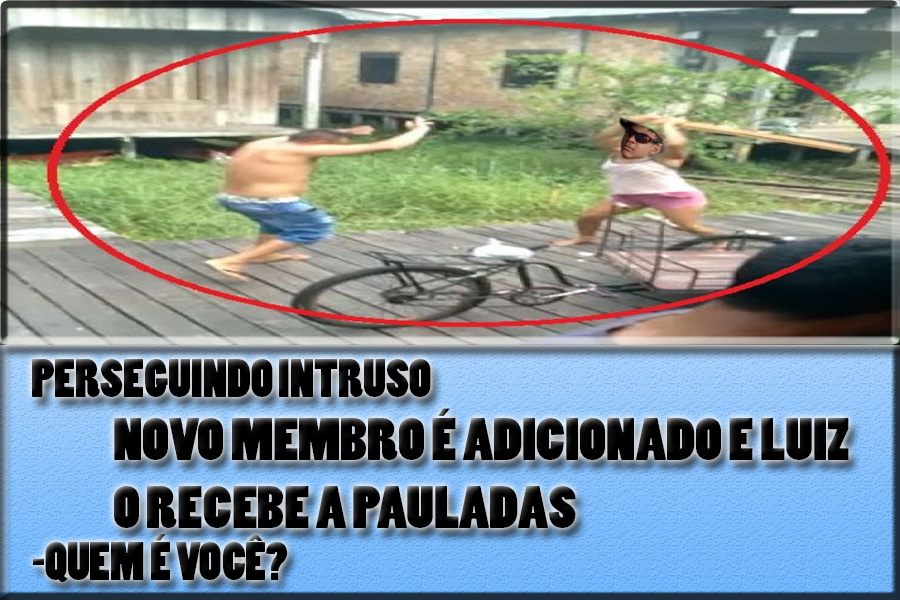 PERSEGUINDO INTRUSO
NOVO MEMBRO É ADICIONADO E LUIZ
O RECEBE A PAULADAS
-QUEM É VOCÊ?